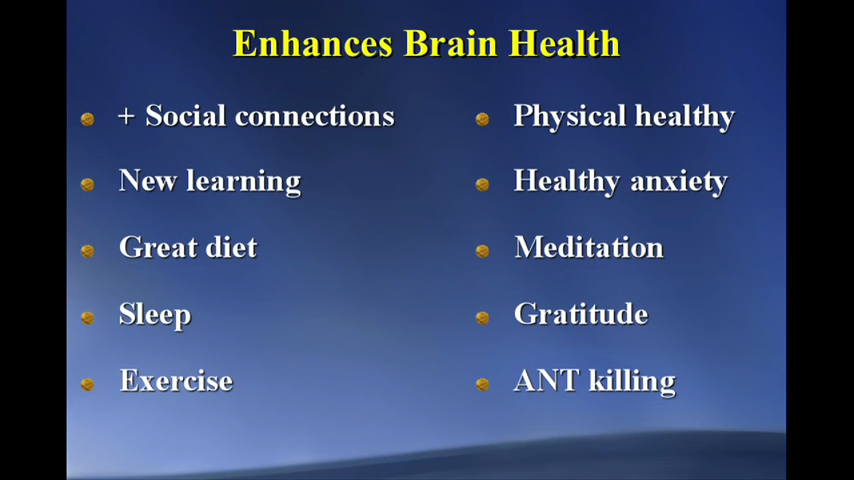 Enhances Brain Health
+ Social connections
New learning
Great diet
Sleep
Exercise
Physical healthy
Healthy anxiety
Meditation
Gratitude
ANT killing